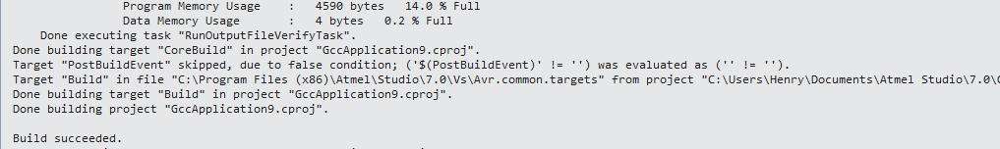 Program Memory Usage    :   4590 bytes   14.0 % Full
Data Memory Usage       :   4 bytes   0.2 % Full
Done executing task "RunOutputFileVerifyTask".
Done building target "CoreBuild" in project "GccApplication9.cproj".
Target "PostBuildEvent" skipped, due to false condition; ('$(PostBuildEvent)' != '') was evaluated as ('' != '').
Target "Build" in file "C:\Program Files (x86)\Atmel\Studio\7.0\Vs\Avr.common.targets" from project "C:\Users\Henry\Documents\Atmel Studio\7.0\
Done building target "Build" in project "GccApplication9.cproj".
Done building project "GccApplication9.cproj".
Build succeeded.